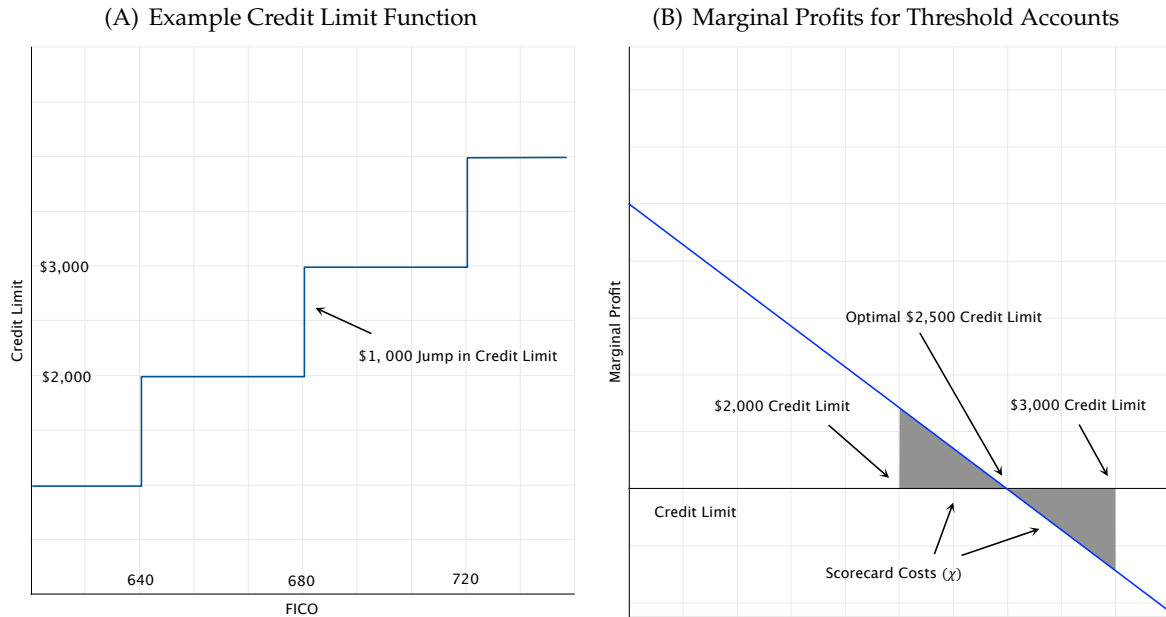 (A) Example Credit Limit Function
Credit Limit
$3,000
$1, 000 Jump in Credit Limit
$2,000
640
680
720
FICO
(B) Marginal Profits for Threshold Accounts
Marginal Profit
Optimal $2,500 Credit Limit
$2,000 Credit Limit
$3,000 Credit Limit
Credit Limit
Scorecard Costs (χ)